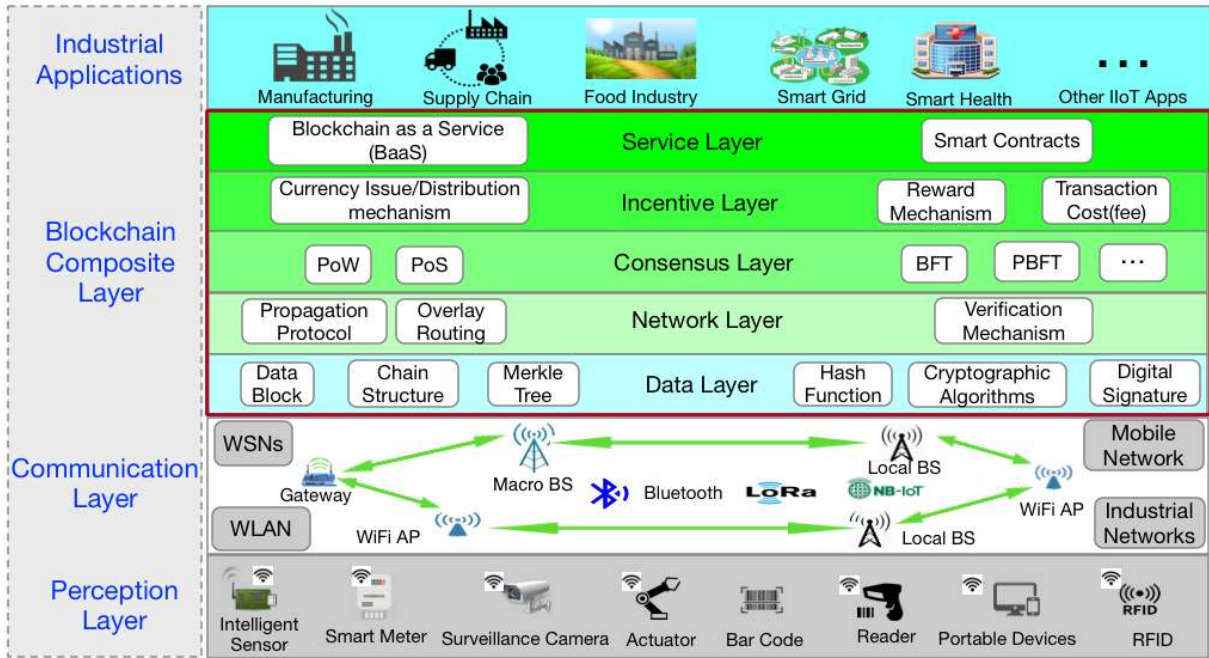 Industrial
Applications
Manufacturing
Supply Chain
Food Industry
Smart Grid
Smart Health
...
Other IIoT Apps
Blockchain
Composite
Layer
Blockchain as a Service
(BaaS)
Service Layer
Smart Contracts
Currency Issue/Distribution
mechanism
Incentive Layer
Reward
Mechanism
Transaction
Cost(fee)
PoW
PoS
Consensus Layer
BFT
PBFT
...
Propagation
Protocol
Overlay
Routing
Network Layer
Verification
Mechanism
Data
Block
Chain
Structure
Merkle
Tree
Data Layer
Hash
Function
Cryptographic
Algorithms
Digital
Signature
Communication
Layer
WSNs
Gateway
Macro BS
Local BS
Mobile
Network
Bluetooth
LoRa
NB-IoT
WiFi AP
WLAN
WiFi AP
Local BS
Industrial
Networks
Perception
Layer
Intelligent
Sensor
Smart Meter
Surveillance Camera
Actuator
Bar Code
Reader
Portable Devices
RFID
RFID